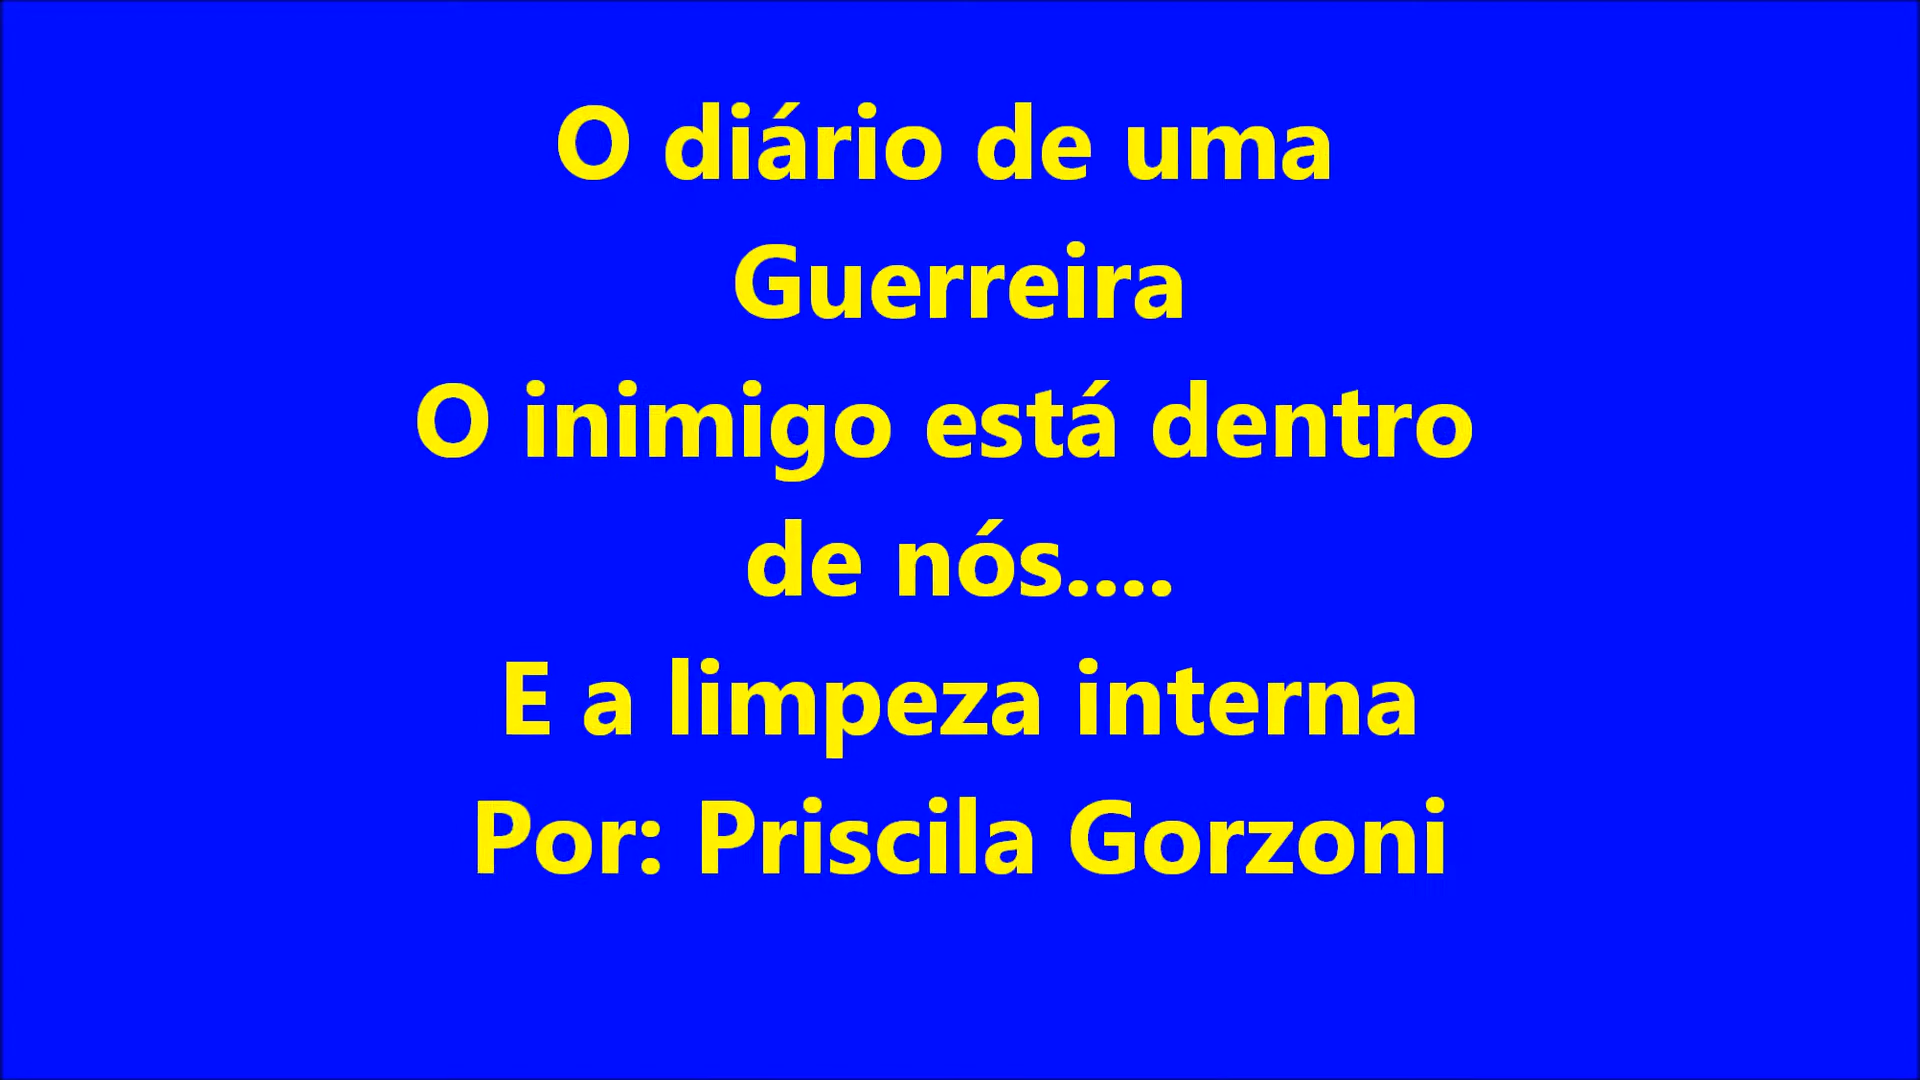 O diário de uma
Guerreira
O inimigo está dentro
de nós....
E a limpeza interna
Por: Priscila Gorzoni